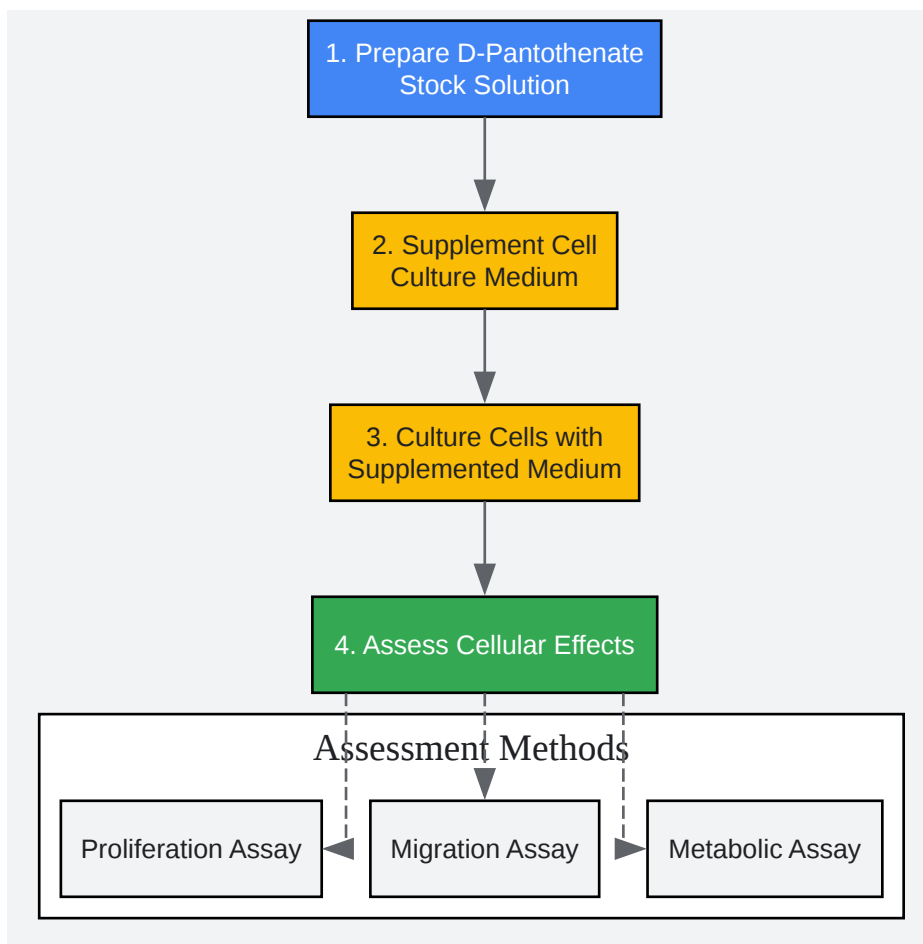 1. Prepare D-Pantothenate
Stock Solution
2. Supplement Cell
Culture Medium
3. Culture Cells with
Supplemented Medium
4. Assess Cellular Effects
Assessment Methods
Proliferation Assay
Migration Assay
Metabolic Assay